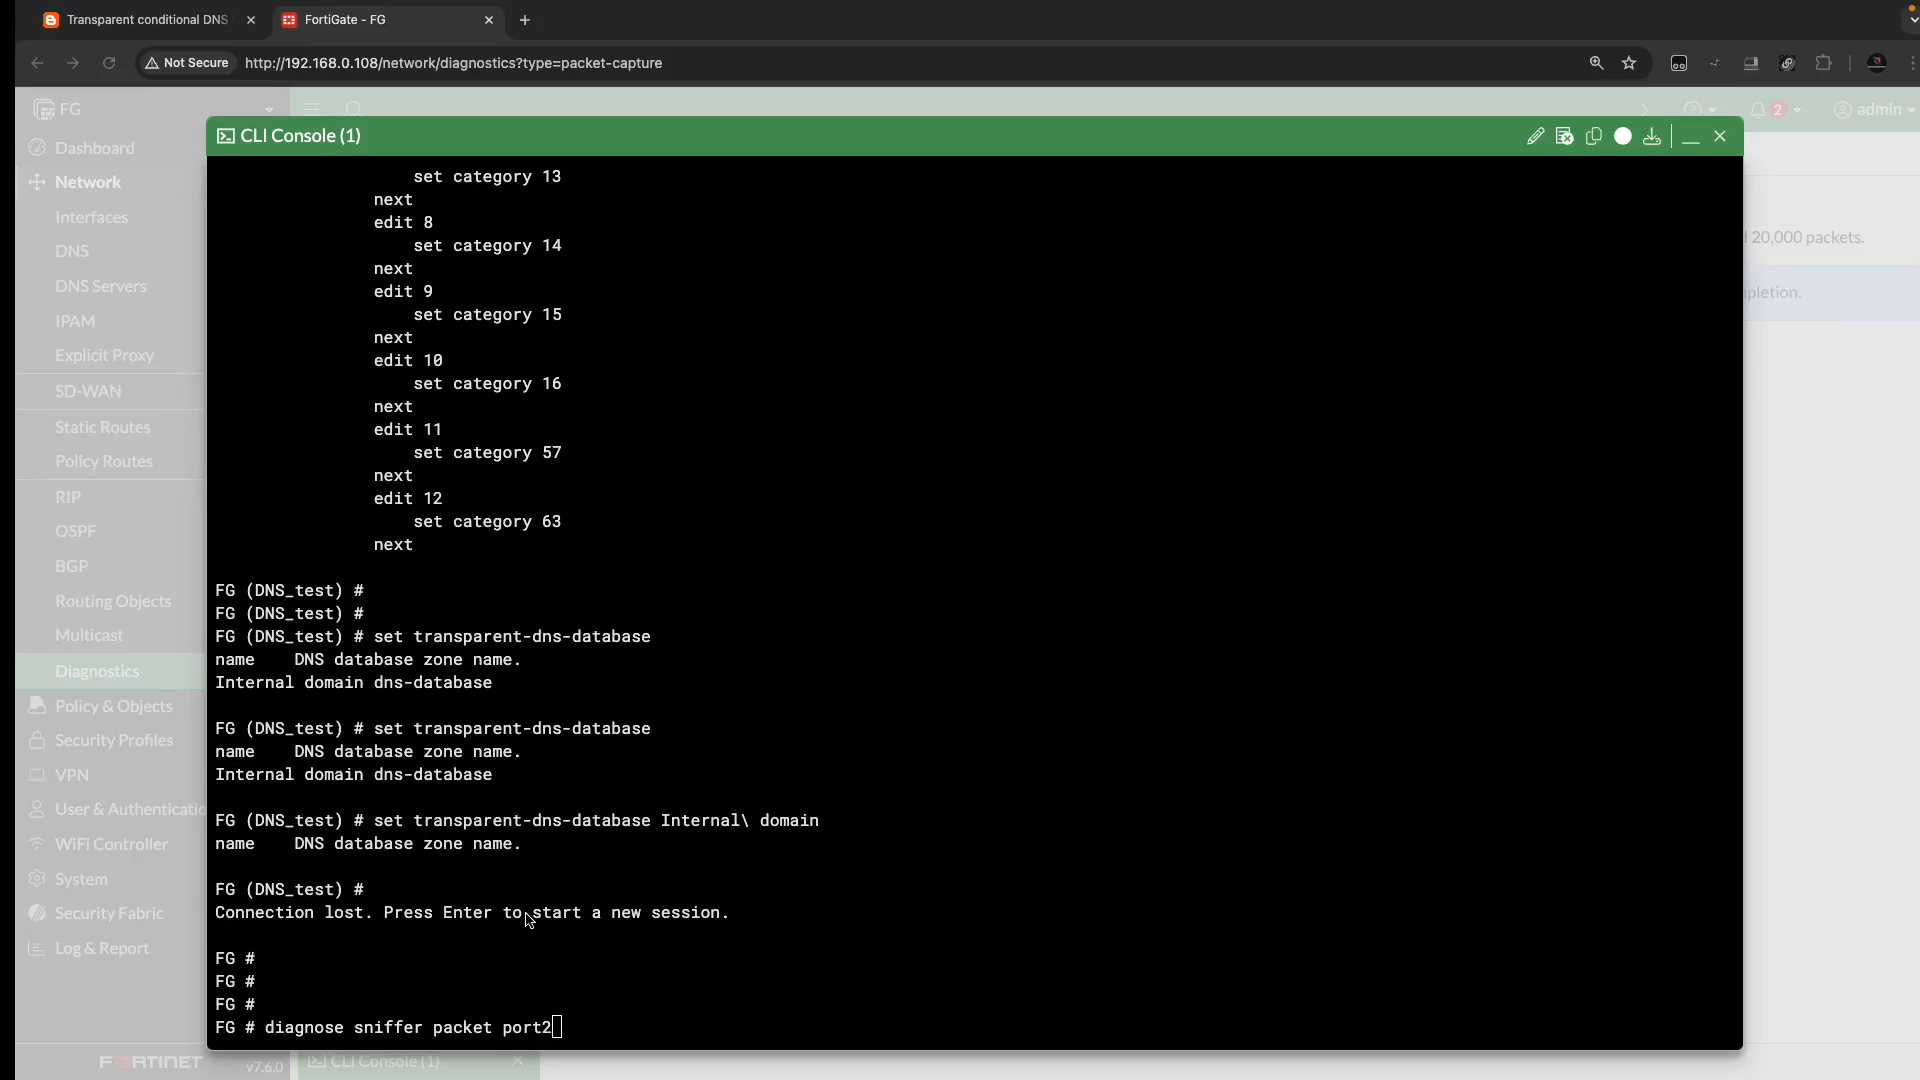 Transparent conditional DNS
FortiGate - FG
Not Secure
http://192.168.0.108/network/diagnostics?type=packet-capture
FG
2
admin
Dashboard
Network
Interfaces
DNS
DNS Servers
IPAM
Explicit Proxy
SD-WAN
Static Routes
Policy Routes
RIP
OSPF
BGP
Routing Objects
Multicast
Diagnostics
Policy & Objects
Security Profiles
VPN
User & Authenticatio
WiFi Controller
System
Security Fabric
Log & Report
FORTINET
v7.6.0
CLI Console (1)
set category 13
next
edit 8
set category 14
next
edit 9
set category 15
next
edit 10
set category 16
next
edit 11
set category 57
next
edit 12
set category 63
next
FG (DNS_test) #
FG (DNS_test) #
FG (DNS_test) # set transparent-dns-database
name    DNS database zone name.
Internal domain dns-database
FG (DNS_test) # set transparent-dns-database
name    DNS database zone name.
Internal domain dns-database
FG (DNS_test) # set transparent-dns-database Internal\ domain
name    DNS database zone name.
FG (DNS_test) #
Connection lost. Press Enter to start a new session.
FG #
FG #
FG #
FG # diagnose sniffer packet port2
20,000 packets.
pletion.
CLI Console (1)